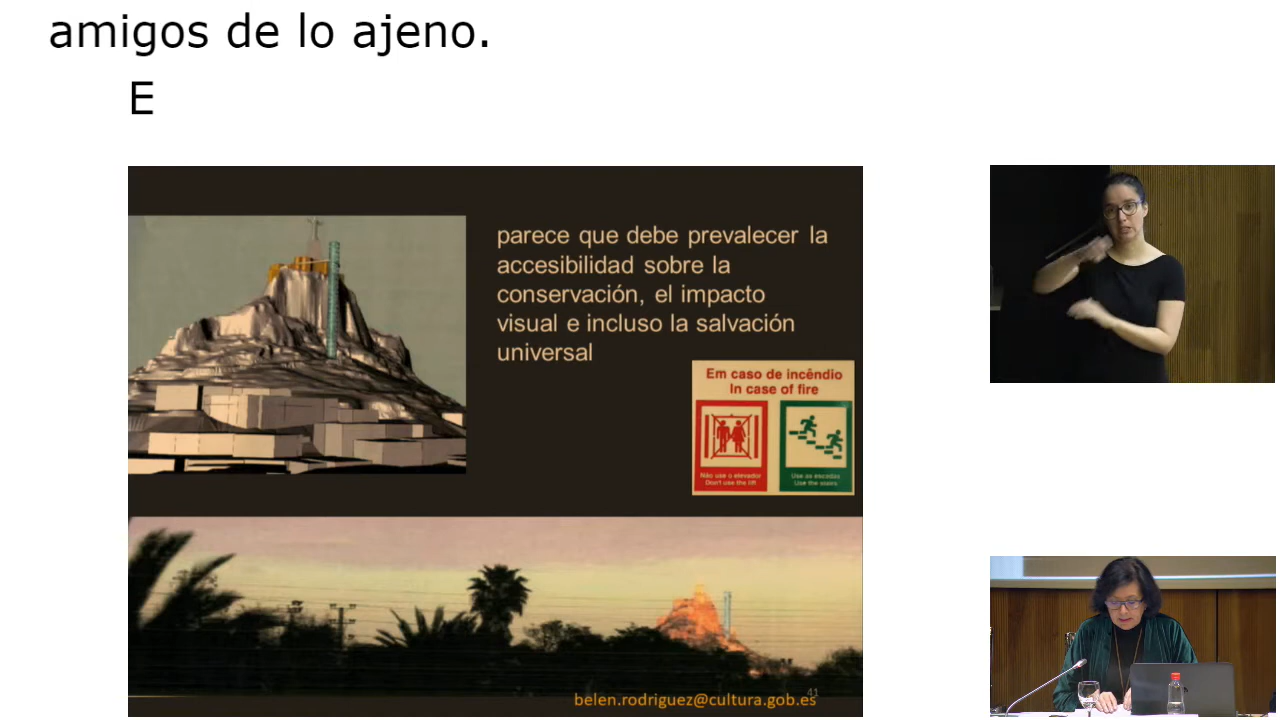 amigos de lo ajeno.
E
parece que debe prevalecer la
accesibilidad sobre la
conservación, el impacto
visual e incluso la salvación
universal
Em caso de incêndio
In case of fire
Não use o elevador
Don't use the lift
Use as escadas
Use the stairs
41
belen.rodriguez@cultura.gob.es